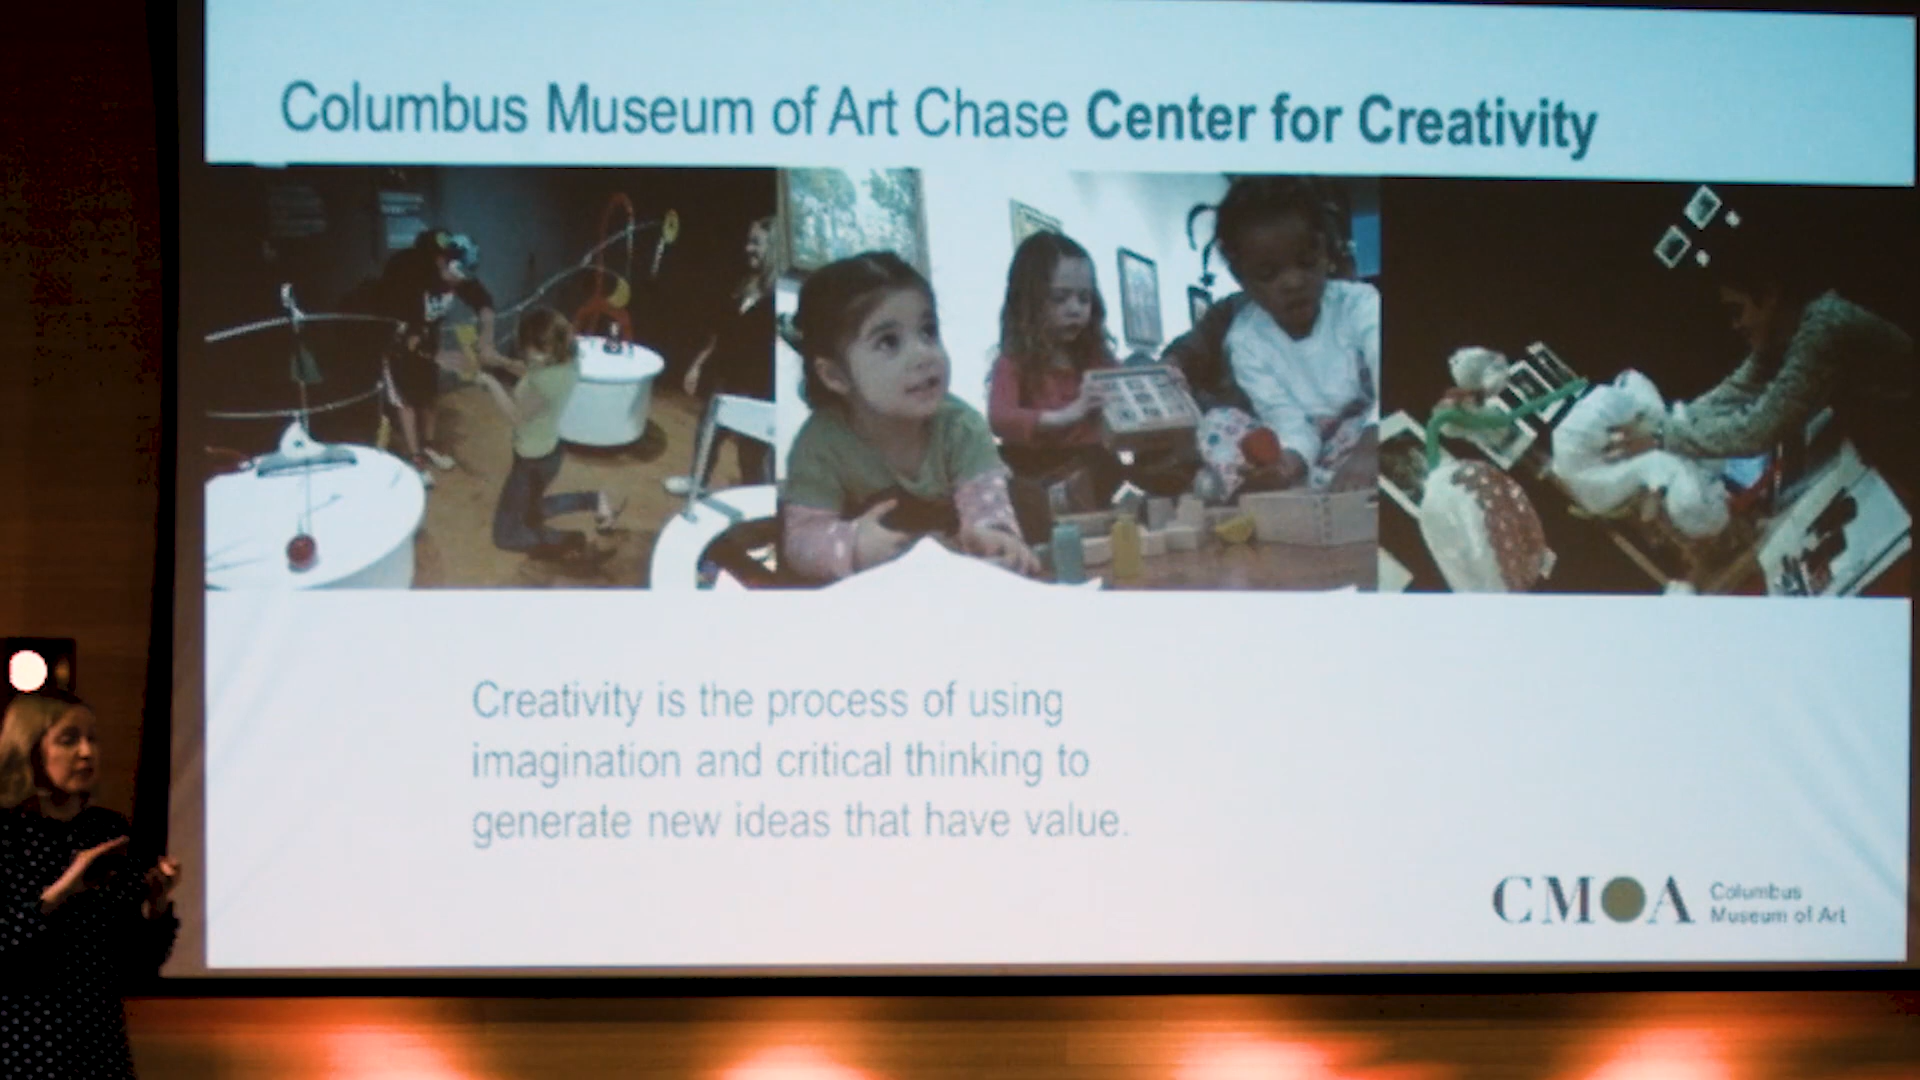 Columbus Museum of Art Chase Center for Creativity
Creativity is the process of using
imagination and critical thinking to
generate new ideas that have value.
CMOA
Columbus
Museum of Art